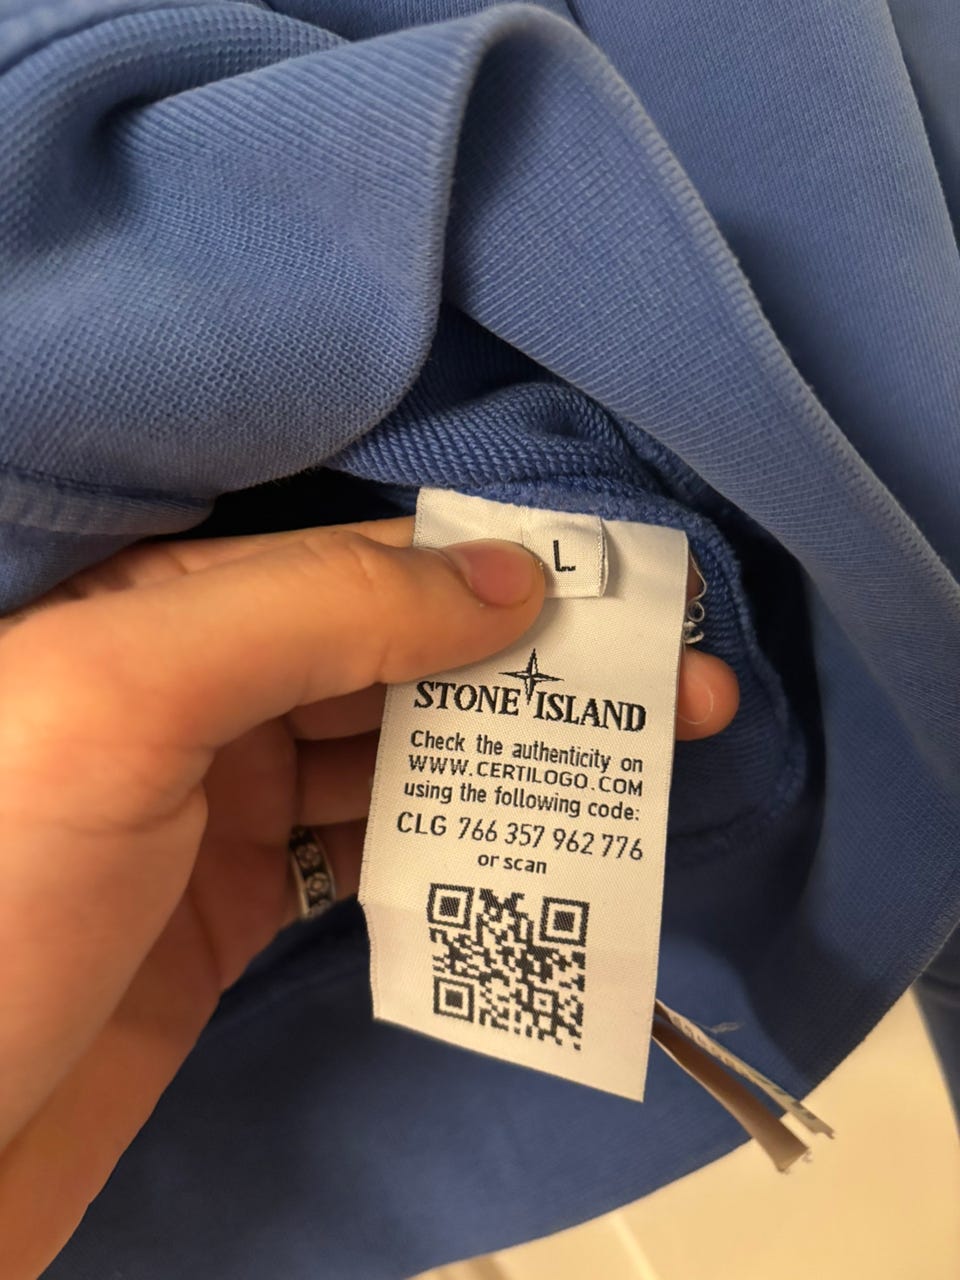 L
STONE ISLAND
Check the authenticity on
WWW.CERTILOGO.COM
using the following code:
CLG 766 357 962 776
or scan